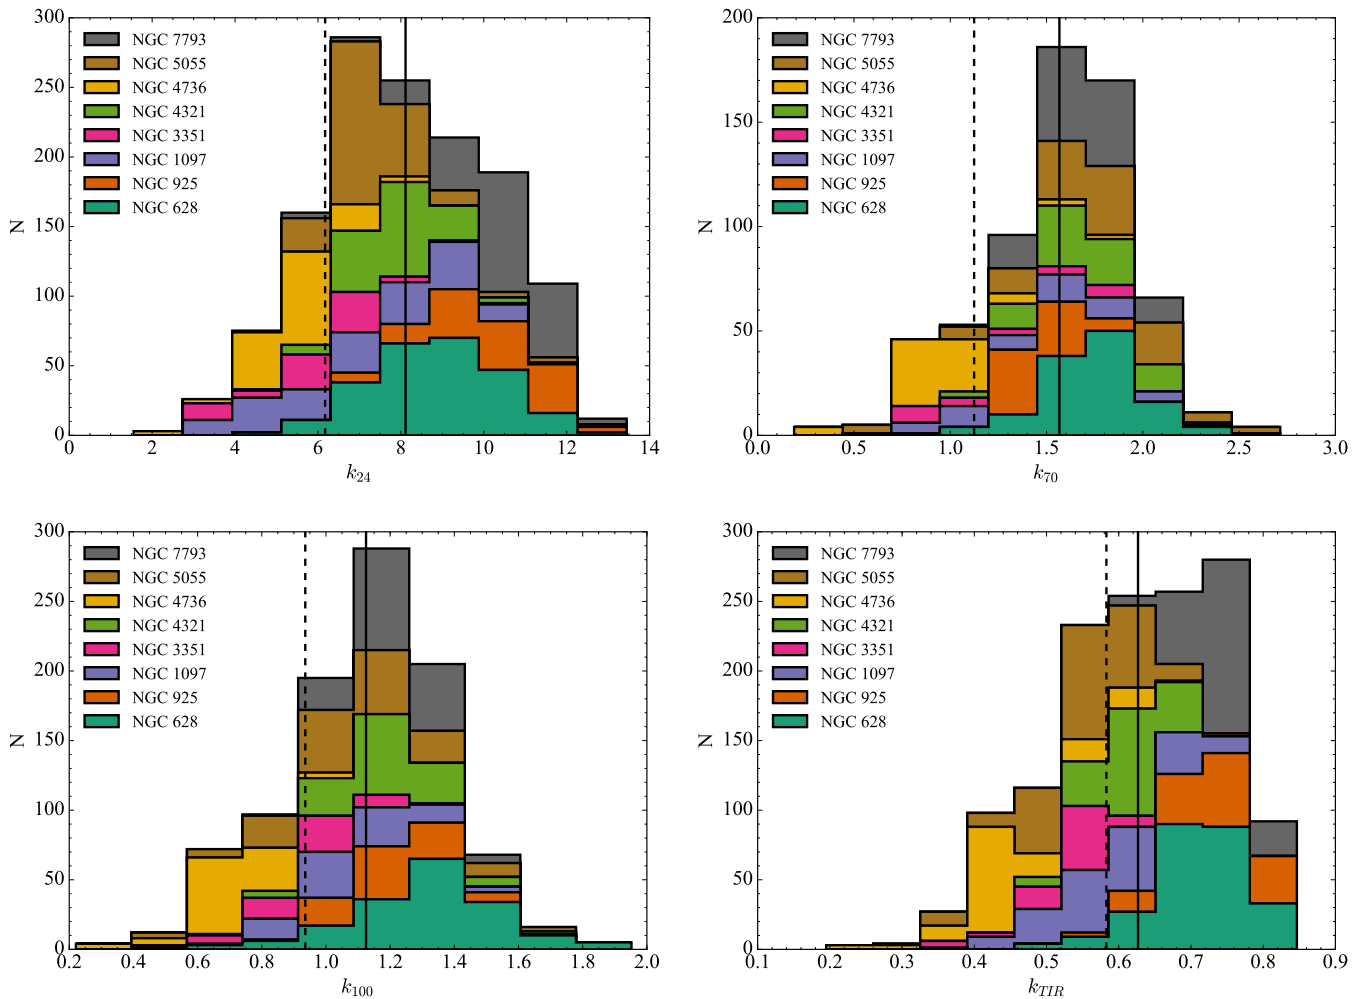 300
250
200
150
100
50
0
N
NGC 7793
NGC 5055
NGC 4736
NGC 4321
NGC 3351
NGC 1097
NGC 925
NGC 628
0 2 4 6 8 10 12 14
k24
200
150
100
50
0
N
NGC 7793
NGC 5055
NGC 4736
NGC 4321
NGC 3351
NGC 1097
NGC 925
NGC 628
0.0 0.5 1.0 1.5 2.0 2.5 3.0
k70
300
250
200
150
100
50
0
N
NGC 7793
NGC 5055
NGC 4736
NGC 4321
NGC 3351
NGC 1097
NGC 925
NGC 628
0.2 0.4 0.6 0.8 1.0 1.2 1.4 1.6 1.8 2.0
k100
300
250
200
150
100
50
0
N
NGC 7793
NGC 5055
NGC 4736
NGC 4321
NGC 3351
NGC 1097
NGC 925
NGC 628
0.1 0.2 0.3 0.4 0.5 0.6 0.7 0.8 0.9
kTIR